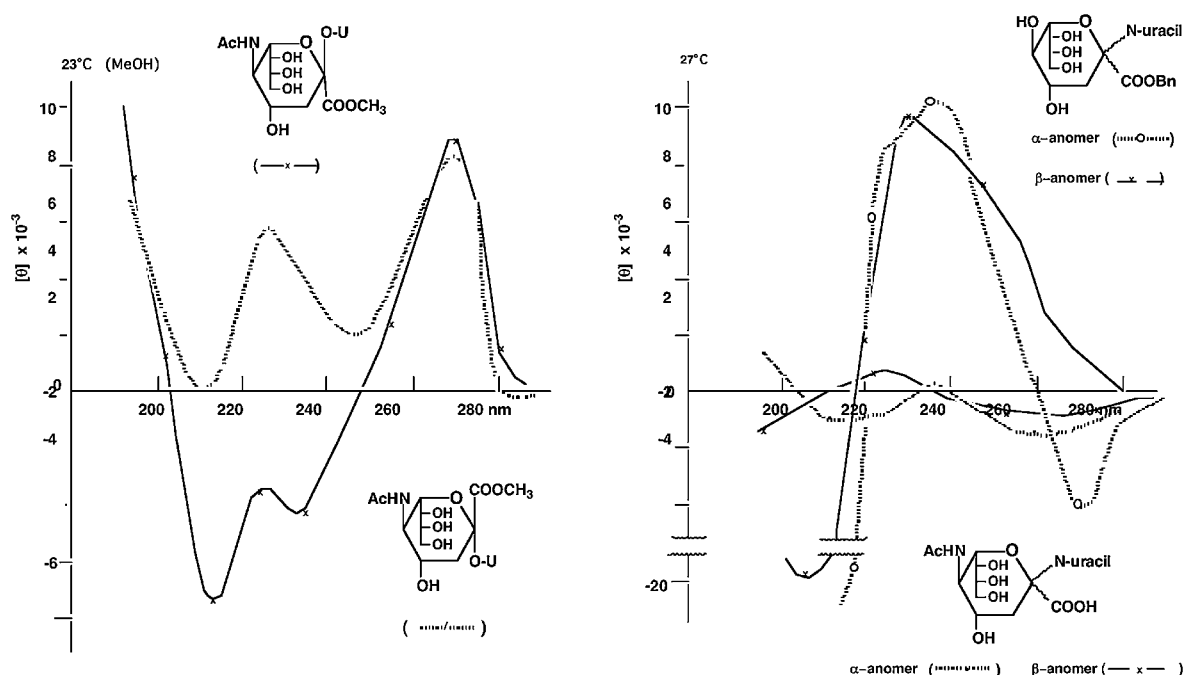 23°C (MeOH)
AcHN
O
O-U
OH
OH
OH
COOCH3
OH
(—x—)
[θ] x 10-3
10
8
6
4
2
-2
0
-4
-6
200
220
240
260
280 nm
AcHN
O
COOCH3
OH
OH
OH
O-U
OH
27°C
HO
O
N-uracil
OH
OH
OH
COOBn
OH
α-anomer (┉O┉)
β-anomer (— x —)
[θ] x 10-3
10
8
6
4
2
-2
0
-4
-20
200
220
240
260
280 nm
AcHN
O
N-uracil
OH
OH
OH
COOH
OH
α-anomer β-anomer (— x —)